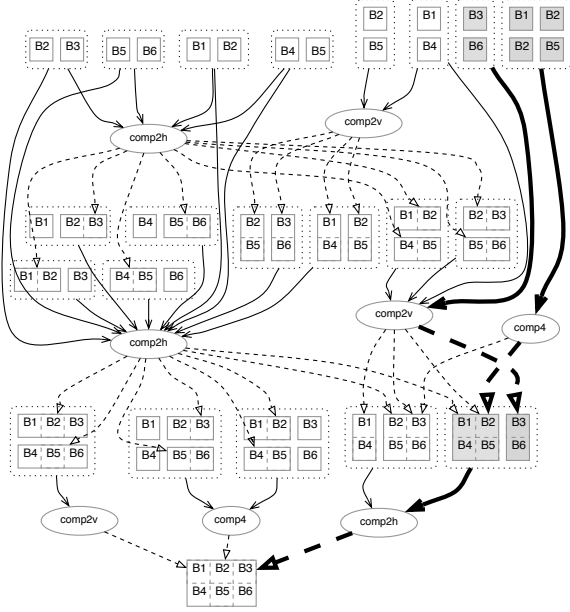 B2 B1 B3 B1 B2
B2 B3 B5 B6 B1 B2 B4 B5 B5 B4 B6 B2 B5
comp2v
comp2h
B1 B2 B3 B4 B5 B6 B2 B3 B1 B2 B1 B2 B2 B3
B5 B6 B4 B5 B4 B5 B5 B6
B1 B2 B3 B4 B5 B6
comp2v
comp4
comp2h
B1 B2 B3 B1 B2 B3 B1 B2 B3 B1 B2 B3 B1 B2 B3
B4 B5 B6 B4 B5 B6 B4 B5 B6 B4 B5 B6 B4 B5 B6
comp2v comp4 comp2h
B1 B2 B3
B4 B5 B6